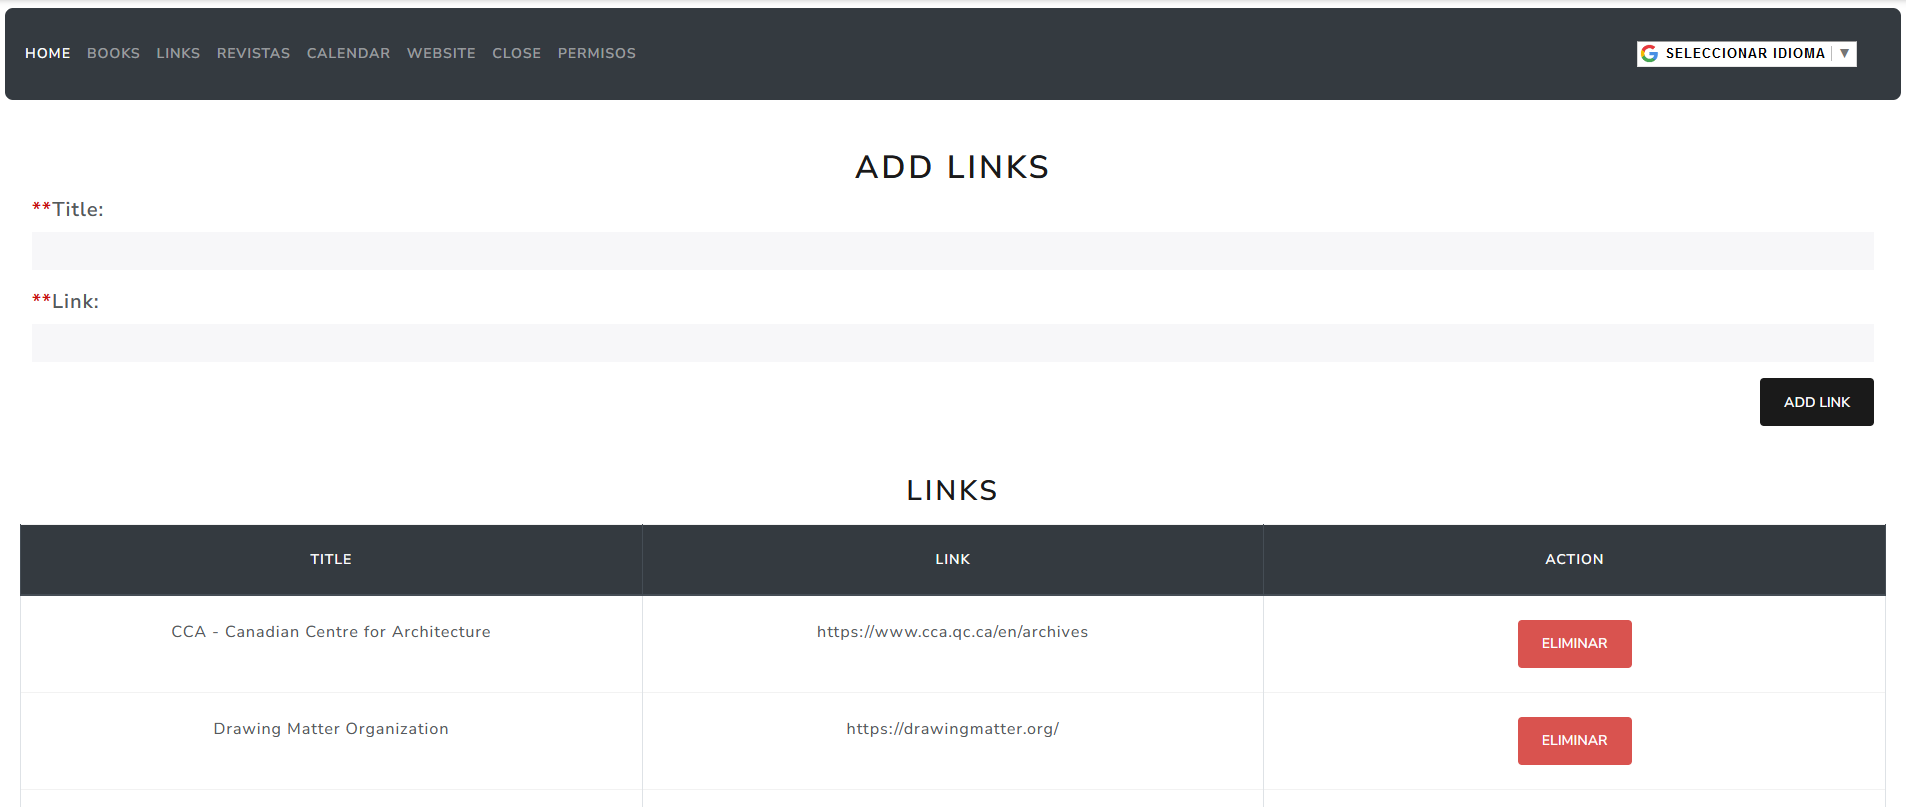 HOME BOOKS LINKS REVISTAS CALENDAR WEBSITE CLOSE PERMISOS SELECCIONAR IDIOMA ▼
ADD LINKS
**Title:
**Link:
ADD LINK
LINKS
TITLE LINK ACTION
CCA - Canadian Centre for Architecture https://www.cca.qc.ca/en/archives ELIMINAR
Drawing Matter Organization https://drawingmatter.org/ ELIMINAR